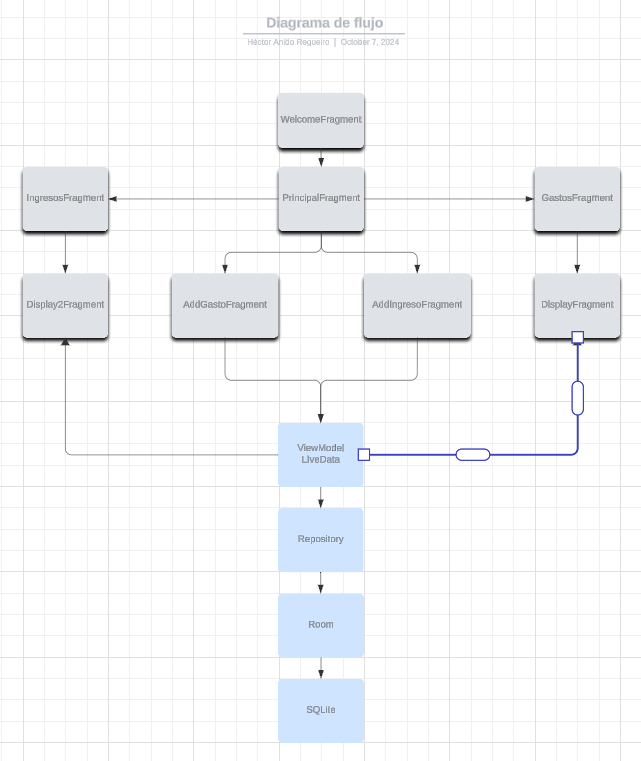 Diagrama de flujo
Héctor Anido Regueiro | October 7, 2024
WelcomeFragment
IngresosFragment
PrincipalFragment
GastosFragment
Display2Fragment
AddGastoFragment
AddIngresoFragment
DisplayFragment
ViewModel
LiveData
Repository
Room
SQLite